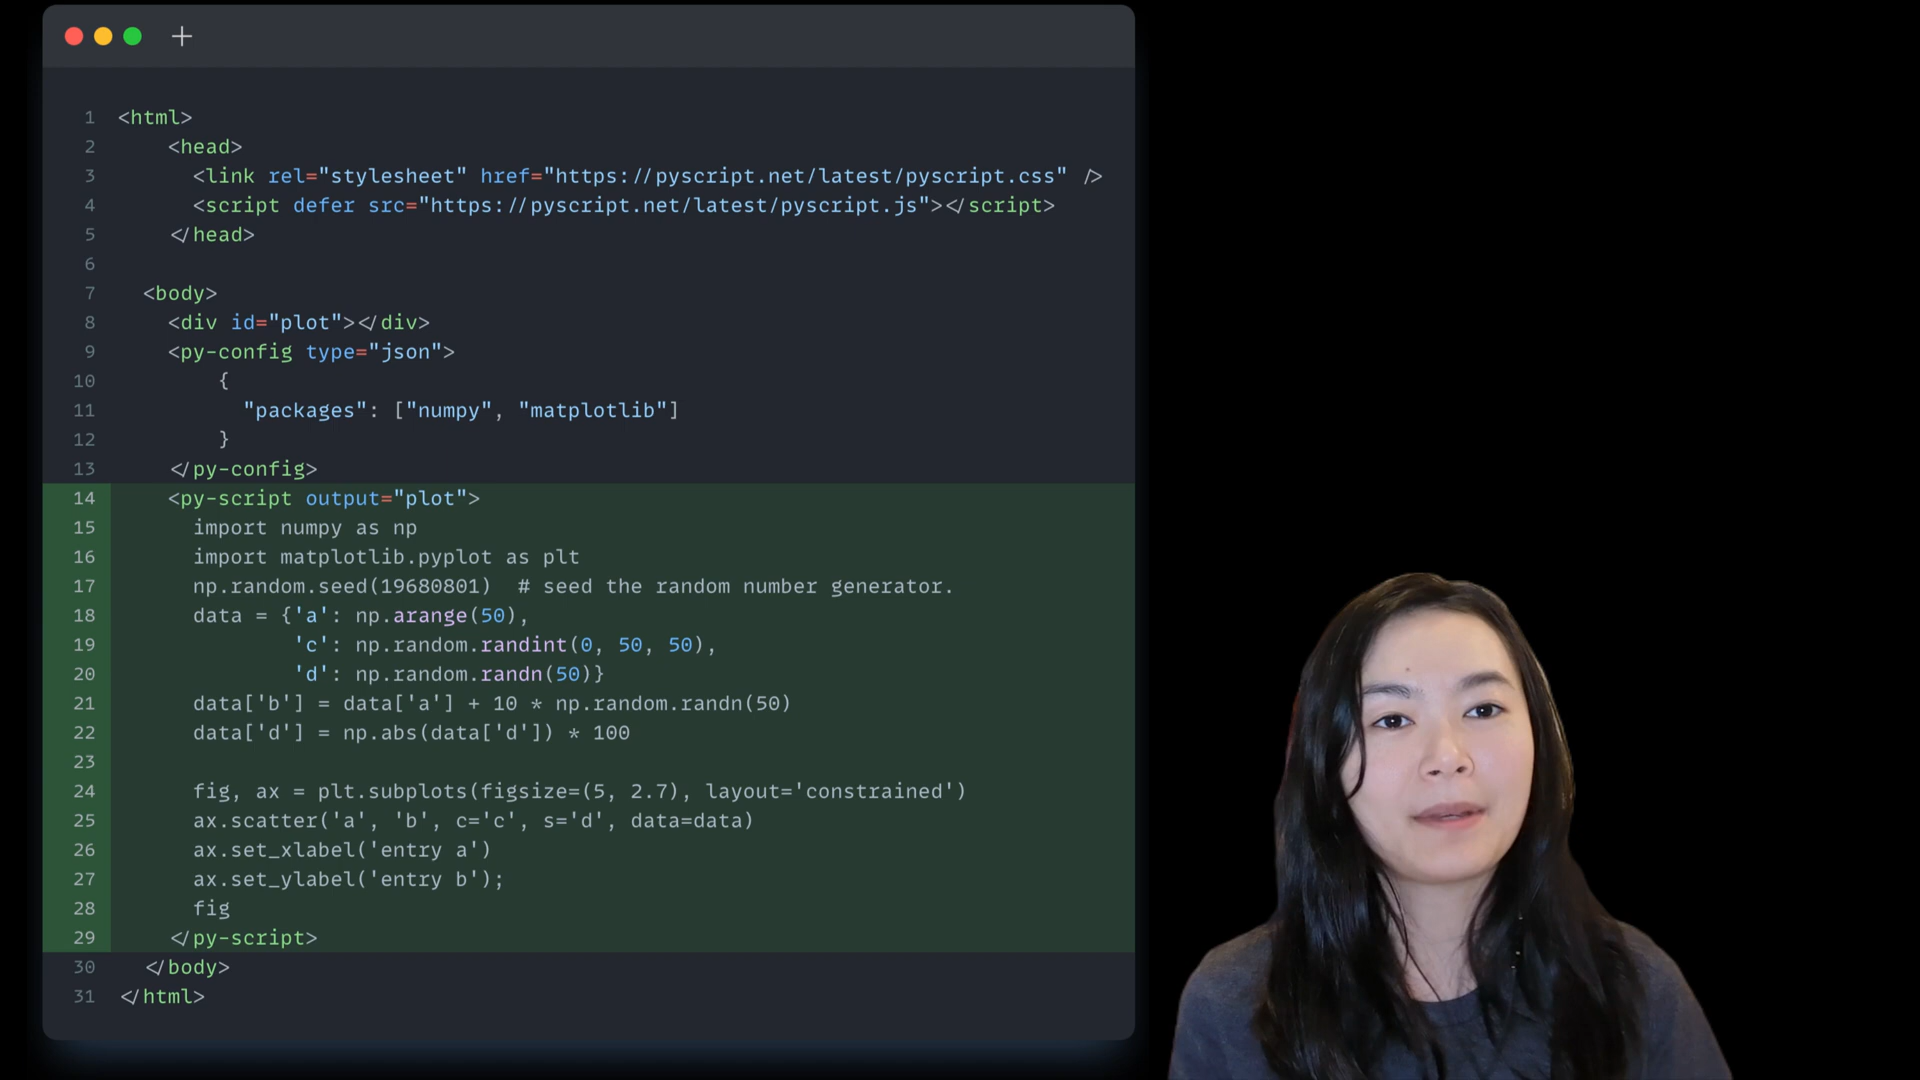 1 <html>
2 <head>
3 <link rel="stylesheet" href="https://pyscript.net/latest/pyscript.css" />
4 <script defer src="https://pyscript.net/latest/pyscript.js"></script>
5 </head>
6
7 <body>
8 <div id="plot"></div>
9 <py-config type="json">
10 {
11 "packages": ["numpy", "matplotlib"]
12 }
13 </py-config>
14 <py-script output="plot">
15 import numpy as np
16 import matplotlib.pyplot as plt
17 np.random.seed(19680801)  # seed the random number generator.
18 data = {'a': np.arange(50),
19 'c': np.random.randint(0, 50, 50),
20 'd': np.random.randn(50)}
21 data['b'] = data['a'] + 10 * np.random.randn(50)
22 data['d'] = np.abs(data['d']) * 100
23
24 fig, ax = plt.subplots(figsize=(5, 2.7), layout='constrained')
25 ax.scatter('a', 'b', c='c', s='d', data=data)
26 ax.set_xlabel('entry a')
27 ax.set_ylabel('entry b');
28 fig
29 </py-script>
30 </body>
31 </html>